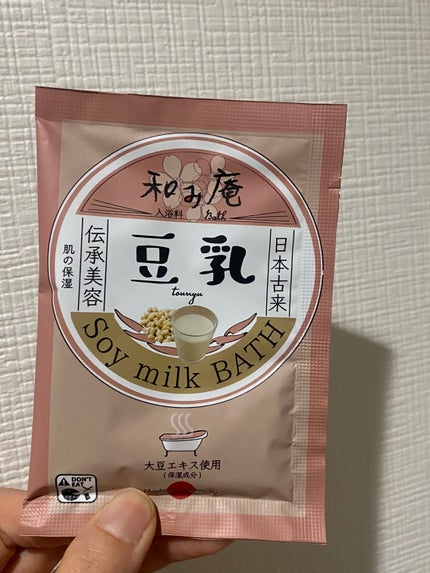 和み庵
入浴料 Bath
日本古来
豆乳
tounyu
伝承美容
肌の保湿
Soy milk BATH
大豆エキス使用
(保湿成分)
DON'T
EAT